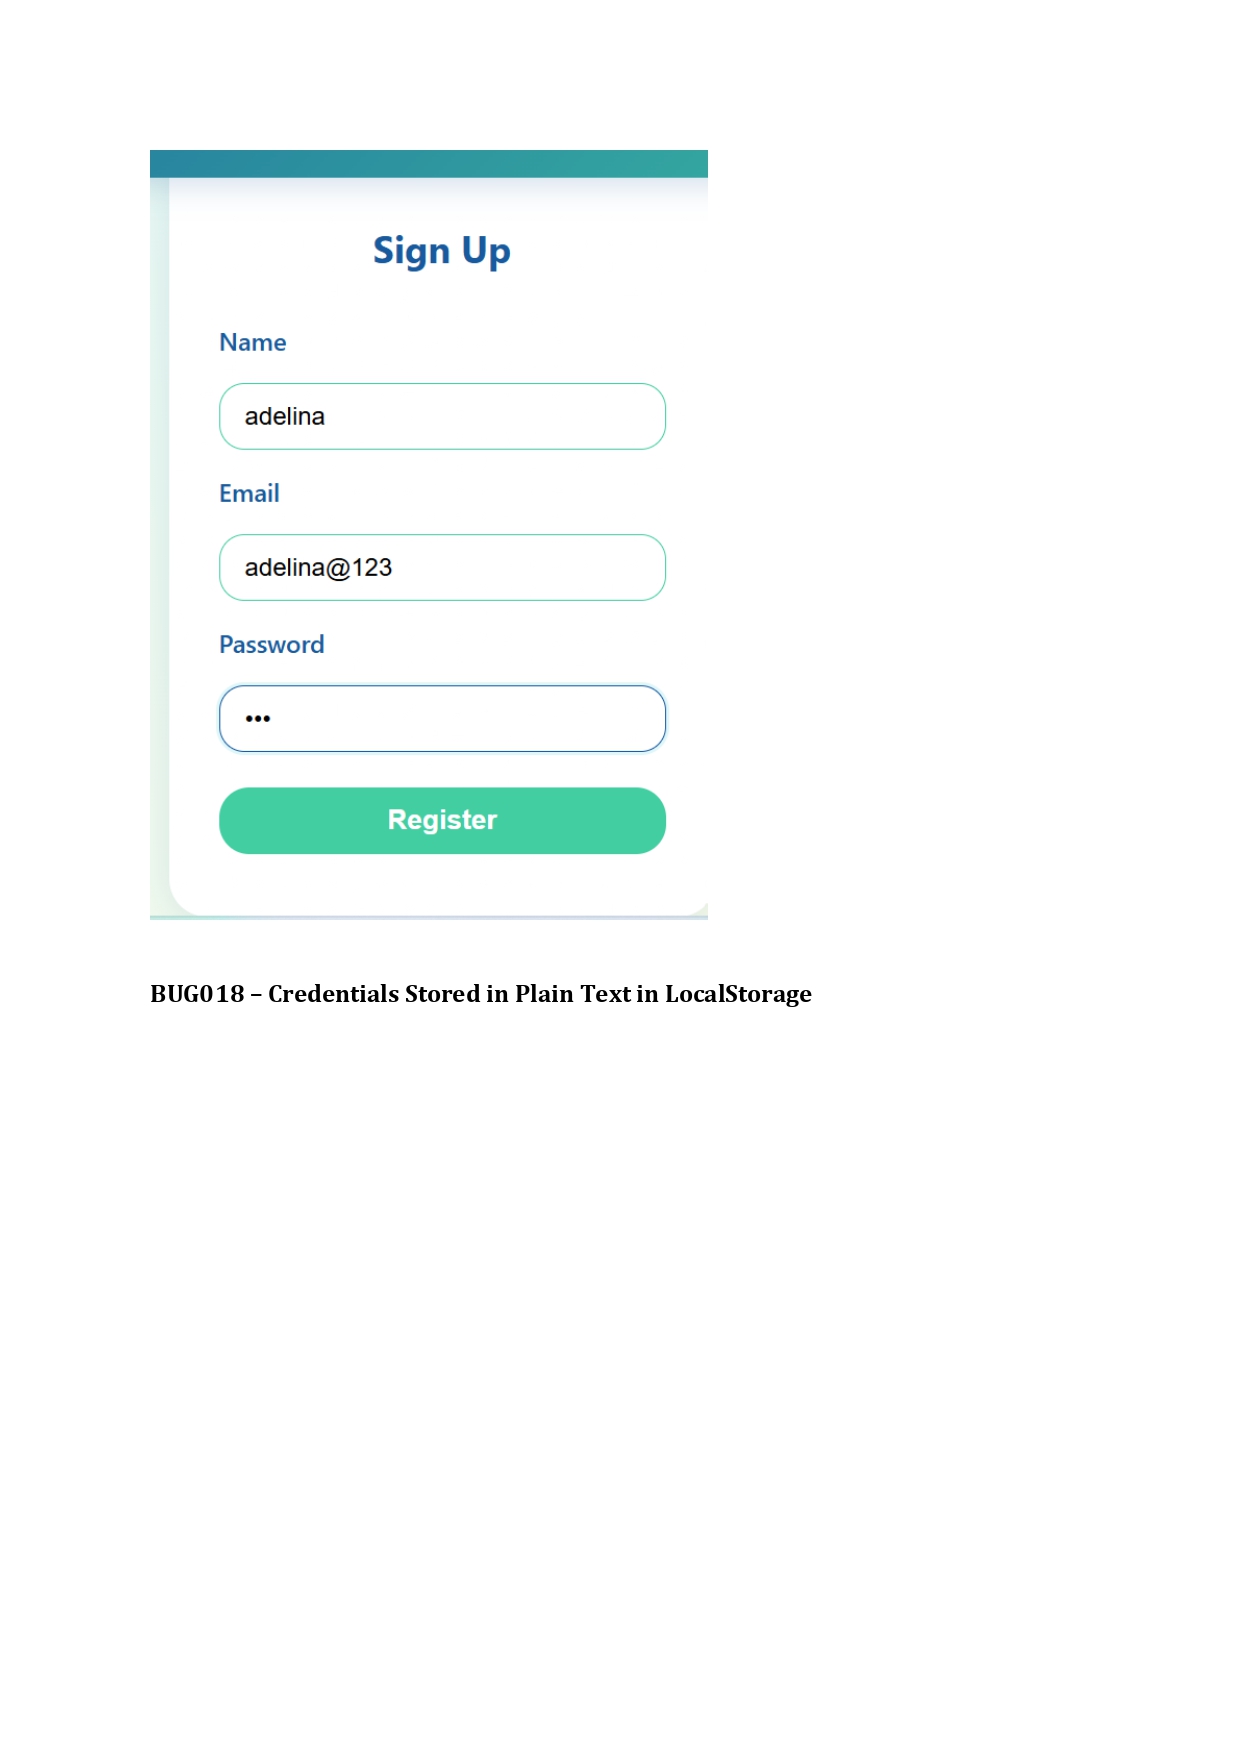 Sign Up
Name
adelina
Email
adelina@123
Password
•••
Register
BUG018 – Credentials Stored in Plain Text in LocalStorage